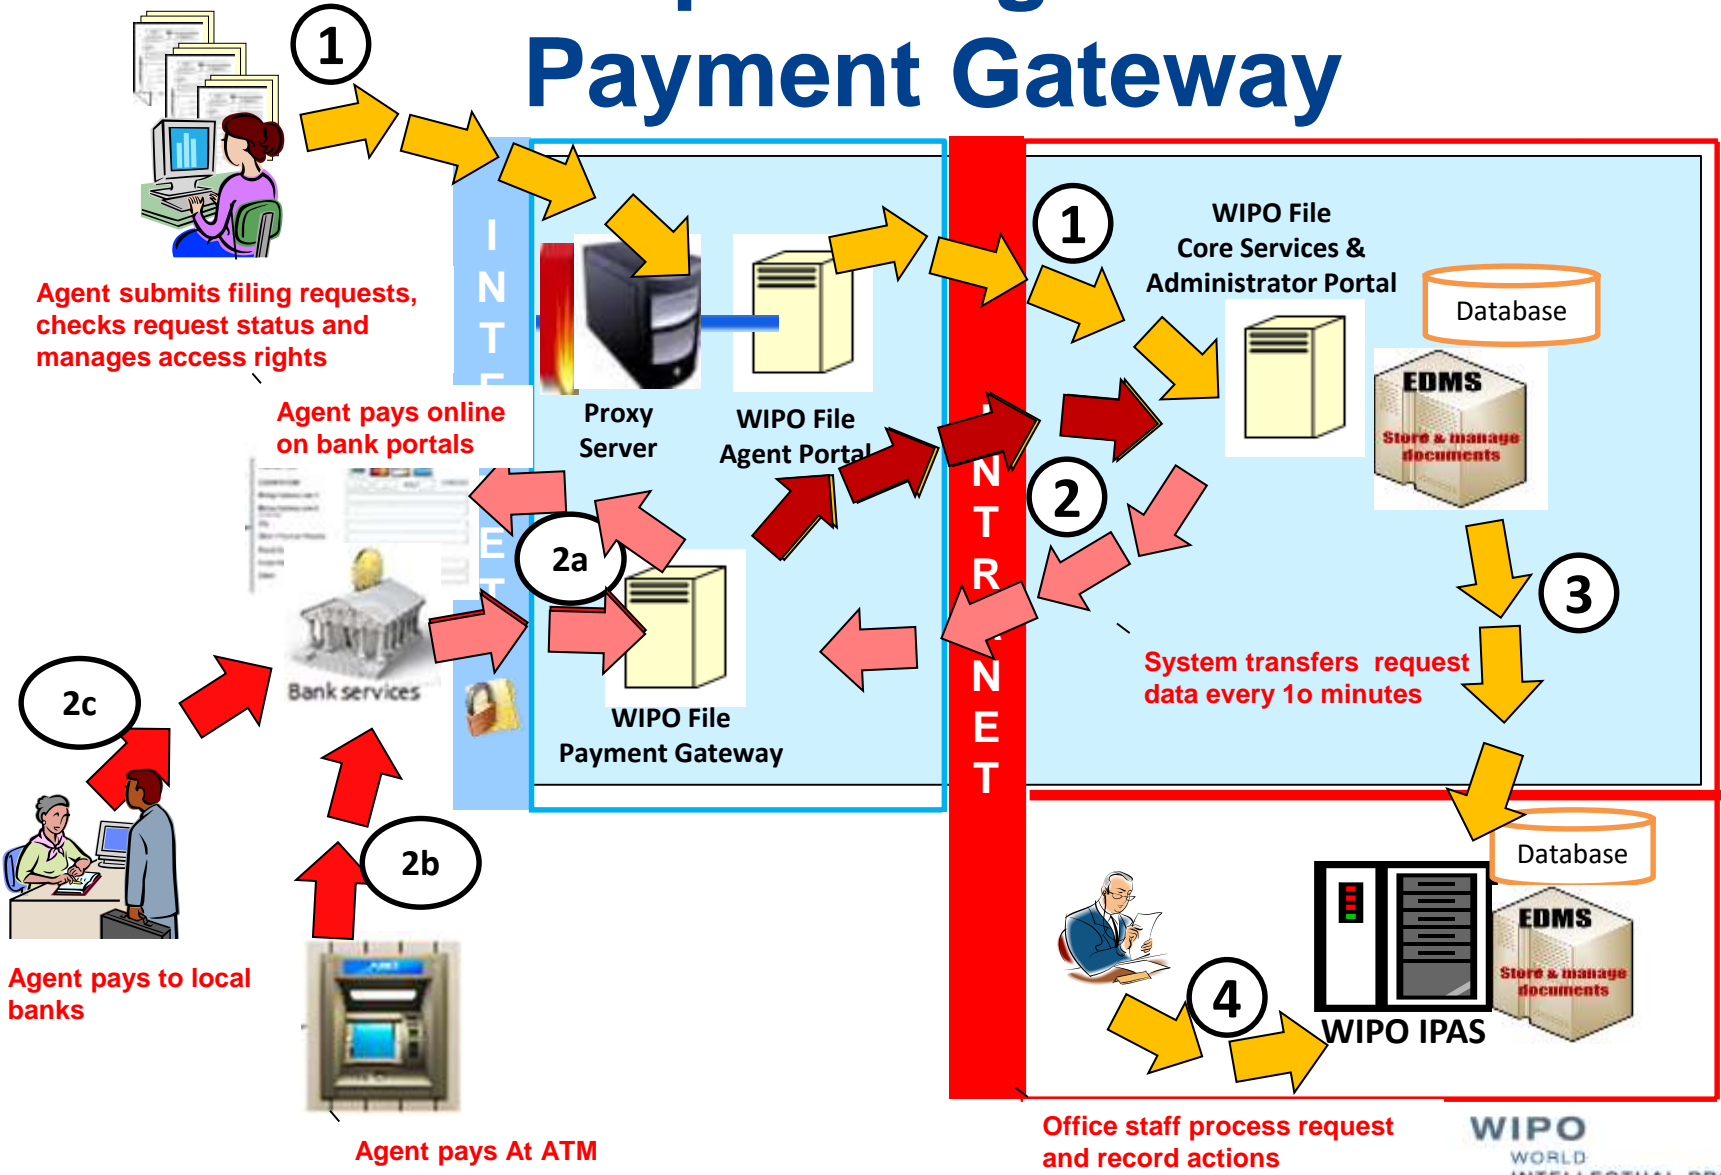 Payment Gateway
1
Agent submits filing requests,
checks request status and
manages access rights
INTERNET
Agent pays online
on bank portals
Proxy
Server
WIPO File
Agent Portal
INTRANET
1
WIPO File
Core Services &
Administrator Portal
Database
EDMS
Store & manage
documents
2
2a
Bank services
WIPO File
Payment Gateway
3
System transfers request
data every 1o minutes
2c
2b
Agent pays to local
banks
Agent pays At ATM
Database
EDMS
Store & manage
documents
4
WIPO IPAS
Office staff process request
and record actions
WIPO
WORLD